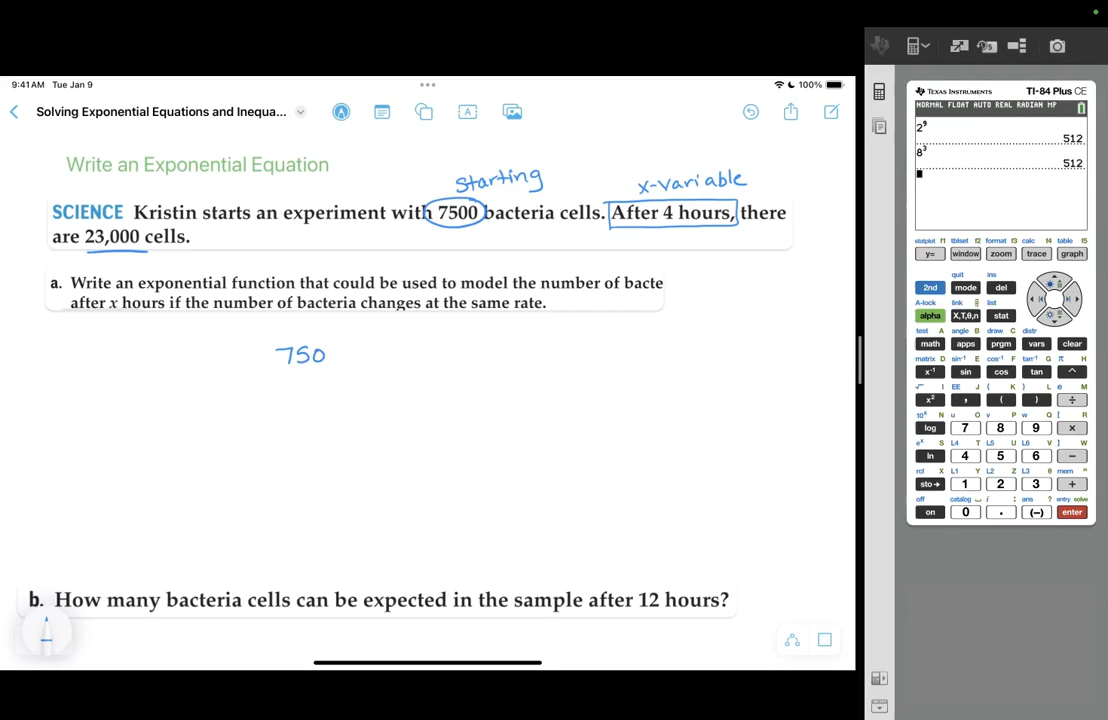 9:41 AM Tue Jan 9
100%
Solving Exponential Equations and Inequa...
Write an Exponential Equation
starting
x-variable
SCIENCE Kristin starts an experiment with 7500 bacteria cells. After 4 hours, there
are 23,000 cells.
a. Write an exponential function that could be used to model the number of bacte
after x hours if the number of bacteria changes at the same rate.
750
b. How many bacteria cells can be expected in the sample after 12 hours?
TEXAS INSTRUMENTS TI-84 Plus CE
NORMAL FLOAT AUTO REAL RADIAN MP
2⁹
512
8³
512
statplot f1 tblset f2 format f3 calc f4 table f5
y= window zoom trace graph
quit ins
2nd mode del
A-lock link θ list
alpha X,T,θ,n stat
test A angle B draw C distr
math apps prgm vars clear
matrix D sin⁻¹ E cos⁻¹ F tan⁻¹ G π H
x⁻¹ sin cos tan ^
√ I EE J { K } L e M
x² , ( ) ÷
10ˣ N u O v P w Q [ R
log 7 8 9 ×
eˣ S L4 T L5 U L6 V ] W
ln 4 5 6 −
rcl X L1 Y L2 Z L3 θ mem "
sto→ 1 2 3 +
off catalog i : ans ? entry solve
on 0 . (−) enter